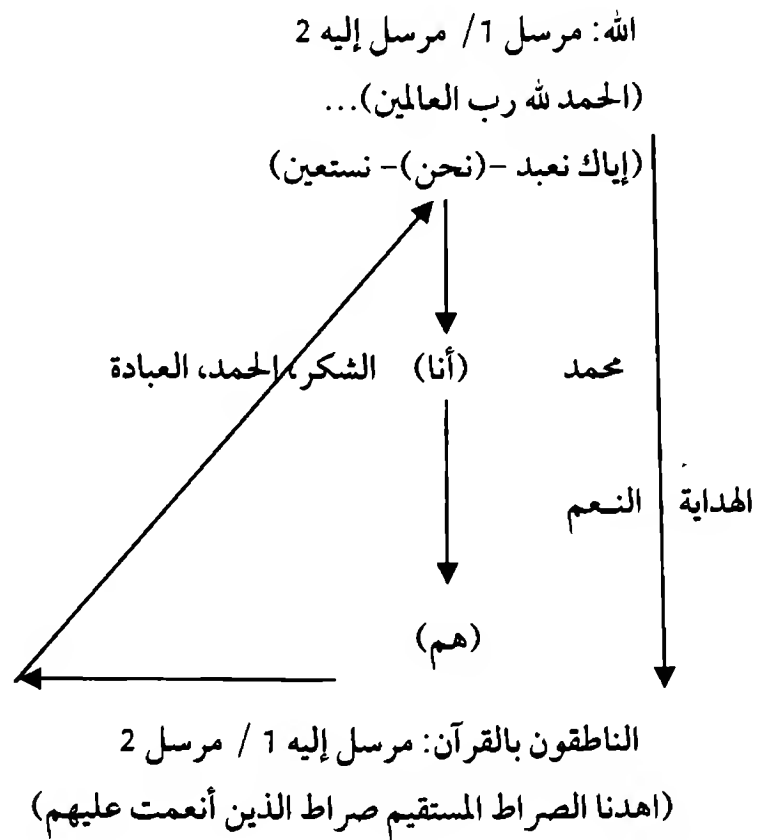 الله: مرسل 1/ مرسل إليه 2
(الحمد لله رب العالمين)...
(إياك نعبد -(نحن)- نستعين)
محمد (أنا) الشكر، الحمد، العبادة
الهداية النعم
(هم)
الناطقون بالقرآن: مرسل إليه 1 / مرسل 2
(اهدنا الصراط المستقيم صراط الذين أنعمت عليهم)